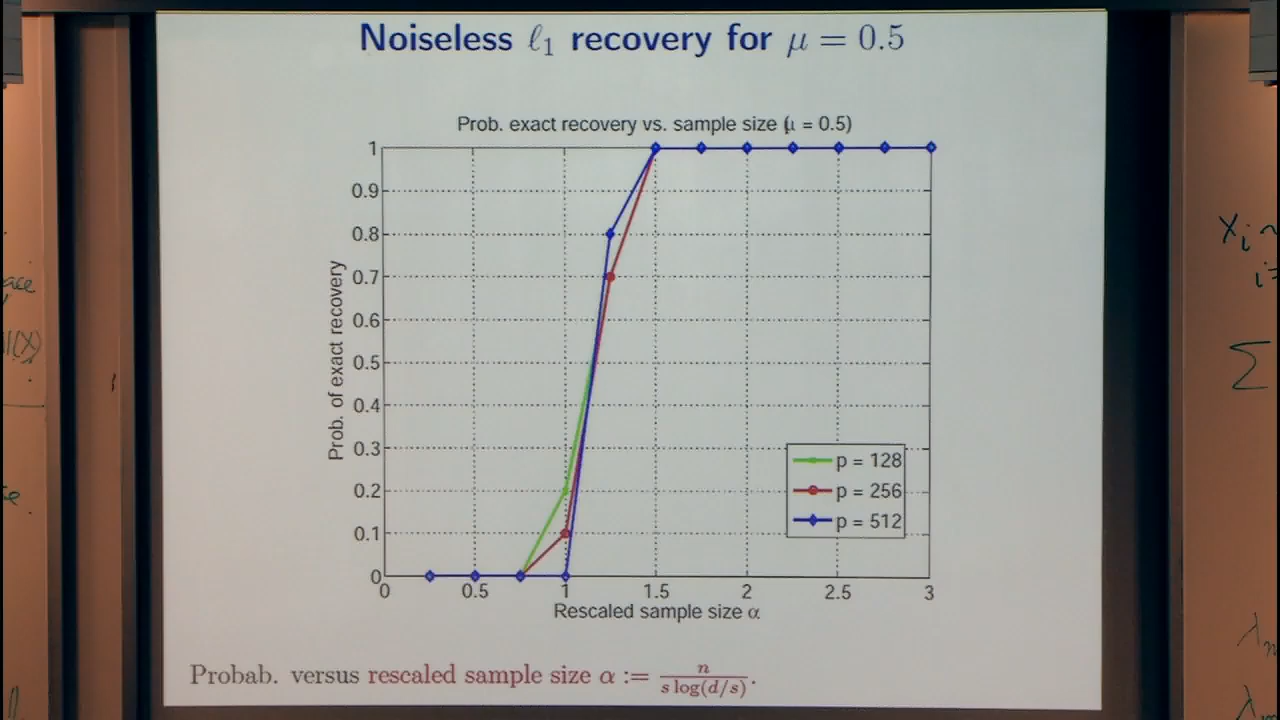 Noiseless ℓ₁ recovery for μ = 0.5
Prob. exact recovery vs. sample size (μ = 0.5)
Prob. of exact recovery
1
0.9
0.8
0.7
0.6
0.5
0.4
0.3
0.2
0.1
0
0 0.5 1 1.5 2 2.5 3
Rescaled sample size α
p = 128
p = 256
p = 512
Probab. versus rescaled sample size α := n / (s log(d/s)).
X_i ~
i=
Σ